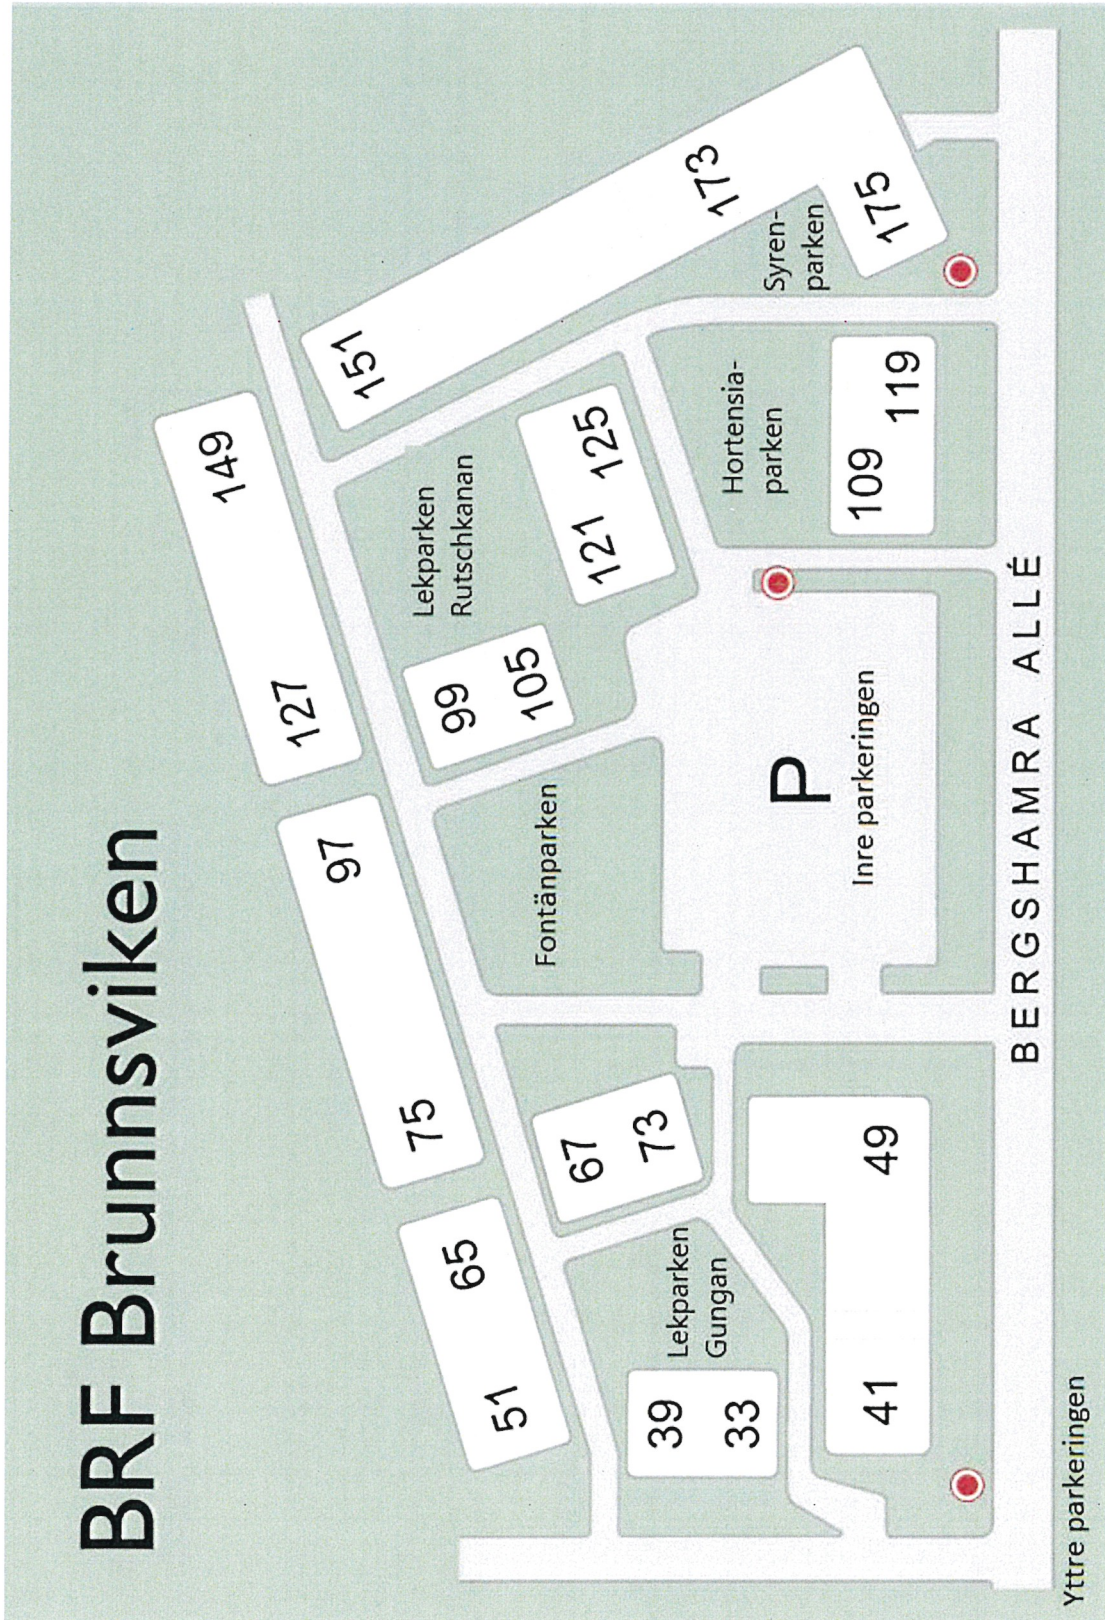 BRF Brunnsviken
51
65
75
97
127
149
151
173
175
Syren-
parken
Lekparken
Rutschkanan
99
105
121
125
Hortensia-
parken
109
119
Fontänparken
67
73
Lekparken
Gungan
39
33
41
49
P
Inre parkeringen
BERGSHAMRA ALLÉ
Yttre parkeringen